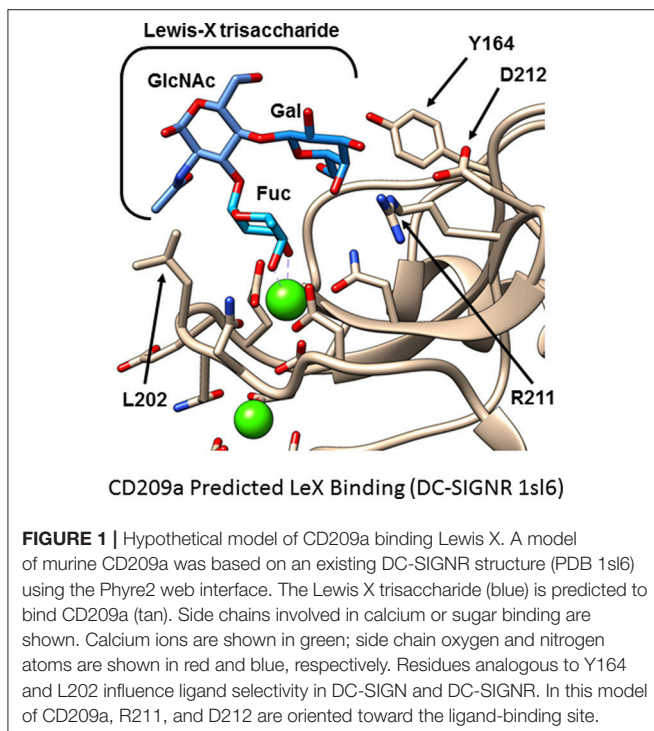 Lewis-X trisaccharide
Y164
GlcNAc
D212
Gal
Fuc
L202
R211
CD209a Predicted LeX Binding (DC-SIGNR 1sl6)
FIGURE 1 | Hypothetical model of CD209a binding Lewis X. A model
of murine CD209a was based on an existing DC-SIGNR structure (PDB 1sl6)
using the Phyre2 web interface. The Lewis X trisaccharide (blue) is predicted to
bind CD209a (tan). Side chains involved in calcium or sugar binding are
shown. Calcium ions are shown in green; side chain oxygen and nitrogen
atoms are shown in red and blue, respectively. Residues analogous to Y164
and L202 influence ligand selectivity in DC-SIGN and DC-SIGNR. In this model
of CD209a, R211, and D212 are oriented toward the ligand-binding site.